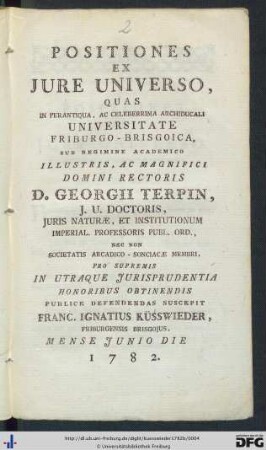 2
POSITIONES
EX
JURE UNIVERSO,
QUAS
IN PERANTIQUA, AC CELEBERRIMA ARCHIDUCALI
UNIVERSITATE
FRIBURGO-BRISGOICA,
SUB REGIMINE ACADEMICO
ILLUSTRIS, AC MAGNIFICI
DOMINI RECTORIS
D. GEORGII TERPIN,
J. U. DOCTORIS,
JURIS NATURÆ, ET INSTITUTIONUM
IMPERIAL. PROFESSORIS PUBL. ORD.,
NEC NON
SOCIETATIS ARCADICO-SONCIACÆ MEMBRI,
PRO SUPREMIS
IN UTRAQUE JURISPRUDENTIA
HONORIBUS OBTINENDIS
PUBLICE DEFENDENDAS SUSCEPIT
FRANC. IGNATIUS KÜSSWIEDER,
FRIBURGENSIS BRISGOJUS.
MENSE JUNIO DIE
1782.
© Universitätsbibliothek Freiburg
DFG